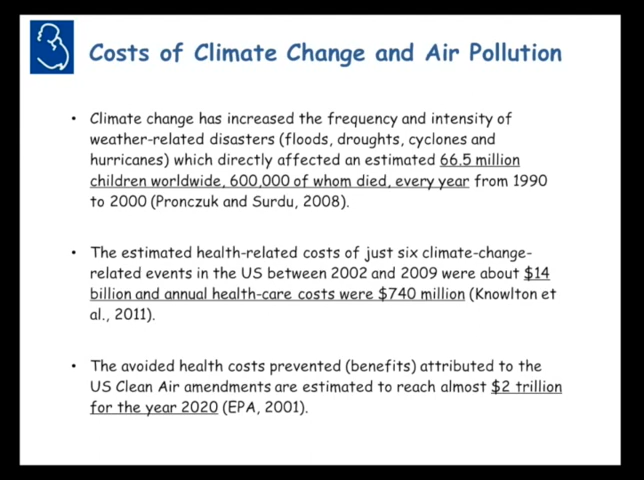 Costs of Climate Change and Air Pollution
• Climate change has increased the frequency and intensity of
weather-related disasters (floods, droughts, cyclones and
hurricanes) which directly affected an estimated 66.5 million
children worldwide, 600,000 of whom died, every year from 1990
to 2000 (Pronczuk and Surdu, 2008).
• The estimated health-related costs of just six climate-change-
related events in the US between 2002 and 2009 were about $14
billion and annual health-care costs were $740 million (Knowlton et
al., 2011).
• The avoided health costs prevented (benefits) attributed to the
US Clean Air amendments are estimated to reach almost $2 trillion
for the year 2020 (EPA, 2001).